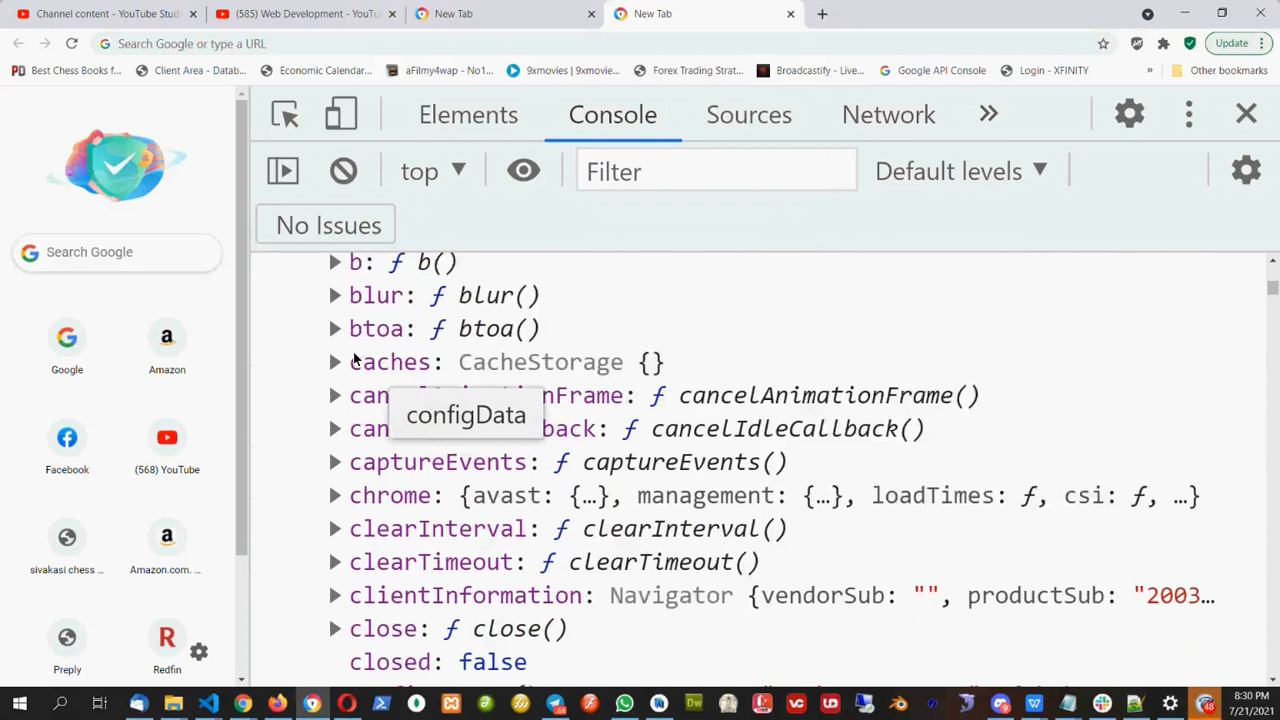 Channel content - YouTube Stud
(585) Web Development - YouTu
New Tab
New Tab
Search Google or type a URL
Update
Best Chess Books f...
Client Area - Datab...
Economic Calendar...
aFilmy4wap - No1...
9xmovies | 9xmovie...
Forex Trading Strat...
Broadcastify - Live...
Google API Console
Login - XFINITY
»
Other bookmarks
Search Google
Google
Amazon
Facebook
(568) YouTube
sivakasi chess ...
Amazon.com. ...
Preply
Redfin
Elements
Console
Sources
Network
top
Filter
Default levels
No Issues
b: ƒ b()
blur: ƒ blur()
btoa: ƒ btoa()
caches: CacheStorage {}
cancelAnimationFrame: ƒ cancelAnimationFrame()
configData
cancelIdleCallback: ƒ cancelIdleCallback()
captureEvents: ƒ captureEvents()
chrome: {avast: {…}, management: {…}, loadTimes: ƒ, csi: ƒ, …}
clearInterval: ƒ clearInterval()
clearTimeout: ƒ clearTimeout()
clientInformation: Navigator {vendorSub: "", productSub: "2003…
close: ƒ close()
closed: false
8:30 PM
7/21/2021